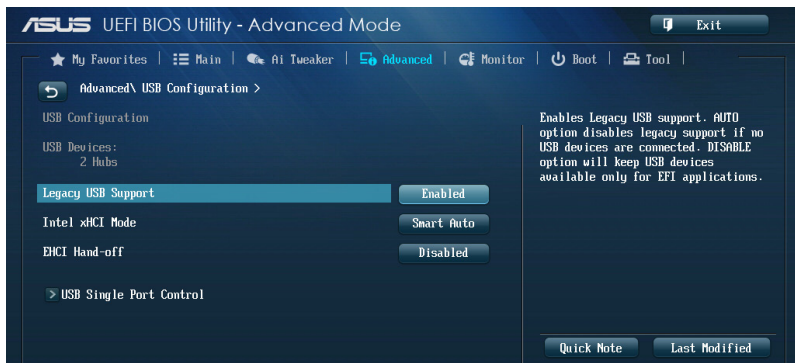 ASUS UEFI BIOS Utility - Advanced Mode
Exit
My Favorites | Main | Ai Tweaker | Advanced | Monitor | Boot | Tool |
Advanced\ USB Configuration >
USB Configuration
USB Devices:
2 Hubs
Legacy USB Support Enabled
Intel xHCI Mode Smart Auto
EHCI Hand-off Disabled
> USB Single Port Control
Enables Legacy USB support. AUTO
option disables legacy support if no
USB devices are connected. DISABLE
option will keep USB devices
available only for EFI applications.
Quick Note Last Modified